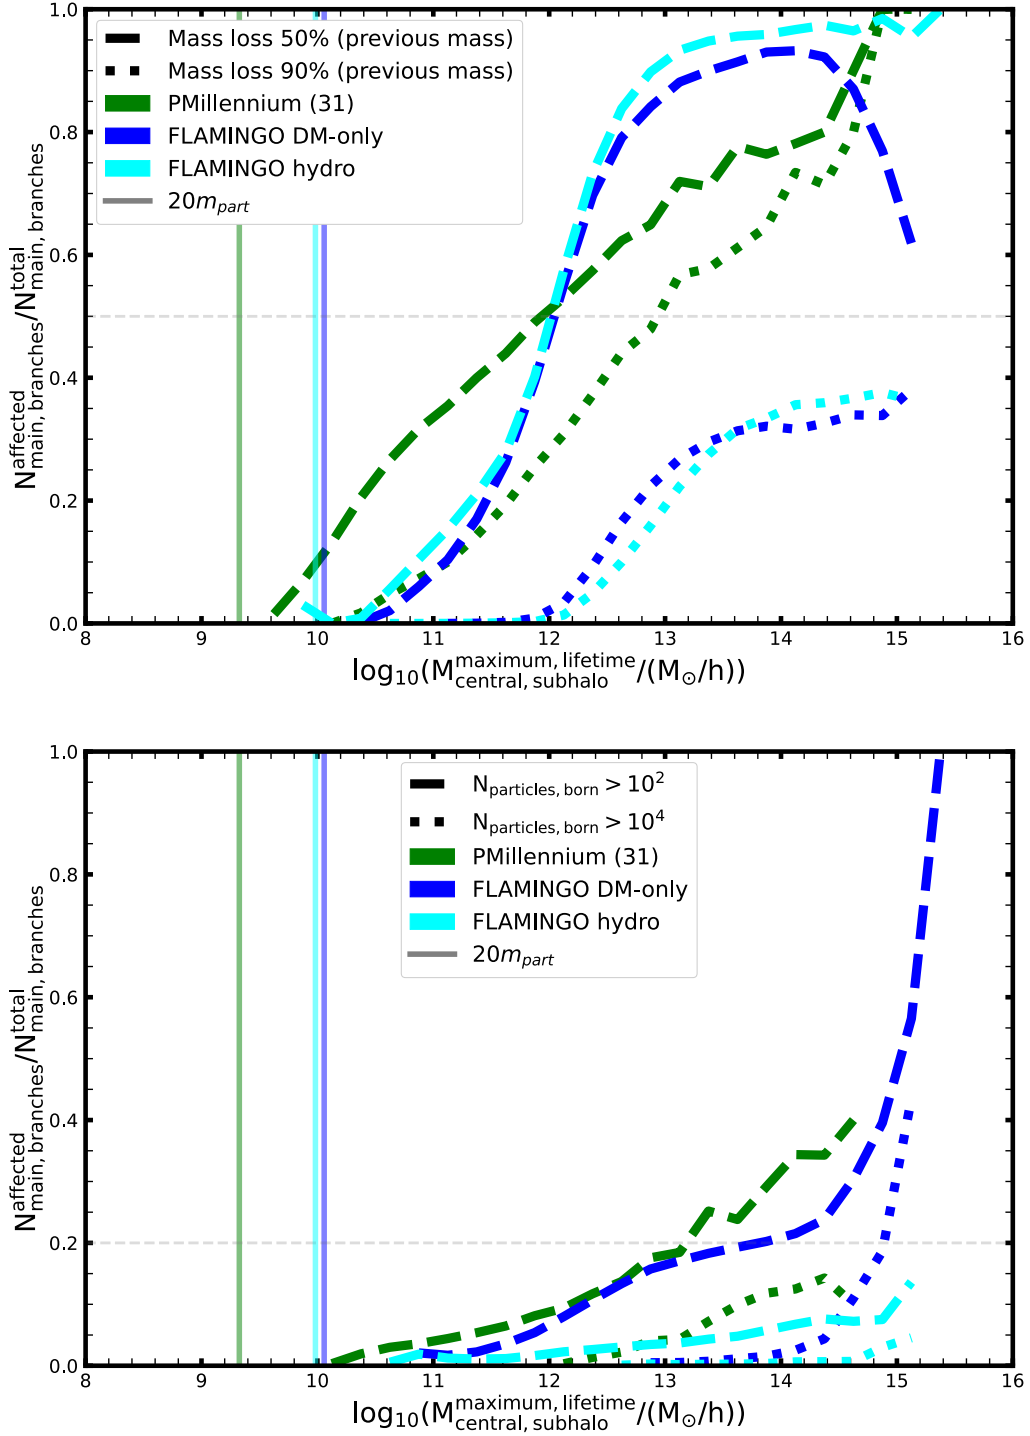 1.0
0.8
0.6
0.4
0.2
0.0
N^affected_main, branches/N^total_main, branches
Mass loss 50% (previous mass)
Mass loss 90% (previous mass)
PMillennium (31)
FLAMINGO DM-only
FLAMINGO hydro
20m_part
8 9 10 11 12 13 14 15 16
log_10(M^maximum, lifetime_central, subhalo/(M_⊙/h))
1.0
0.8
0.6
0.4
0.2
0.0
N^affected_main, branches/N^total_main, branches
N_particles, born > 10^2
N_particles, born > 10^4
PMillennium (31)
FLAMINGO DM-only
FLAMINGO hydro
20m_part
8 9 10 11 12 13 14 15 16
log_10(M^maximum, lifetime_central, subhalo/(M_⊙/h))